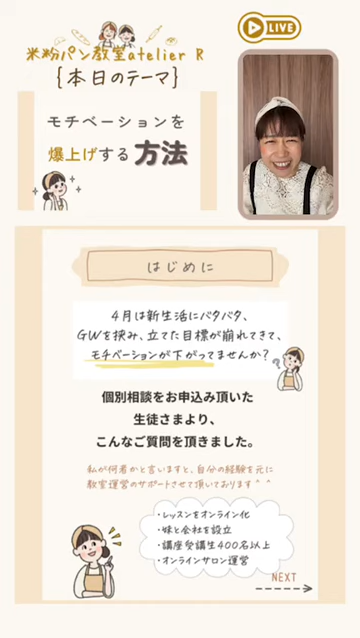 米粉パン教室atelier R
{本日のテーマ}
LIVE
モチベーションを
爆上げする方法
はじめに
4月は新生活にバタバタ、
GWを挟み、立てた目標が崩れてきて、
モチベーションが下がってませんか？
個別相談をお申込み頂いた
生徒さまより、
こんなご質問を頂きました。
私が何者かと言いますと、自分の経験を元に
教室運営のサポートさせて頂いております＾＾
・レッスンをオンライン化
・妹と会社を設立
・講座受講生400名以上
・オンラインサロン運営
NEXT